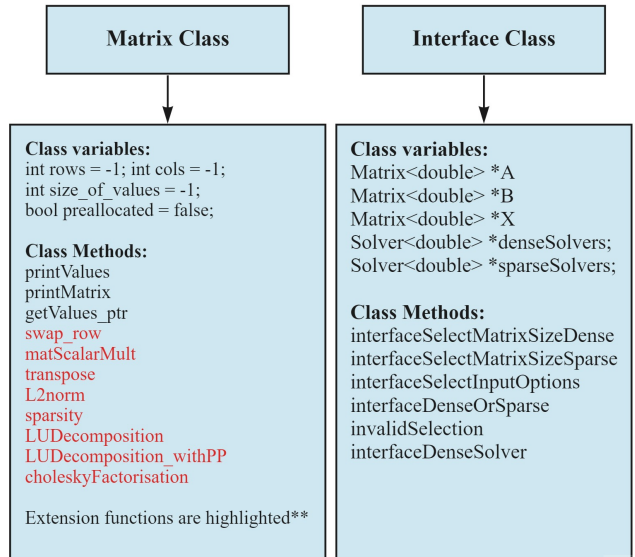 Matrix Class
Class variables:
int rows = -1; int cols = -1;
int size_of_values = -1;
bool preallocated = false;
Class Methods:
printValues
printMatrix
getValues_ptr
swap_row
matScalarMult
transpose
L2norm
sparsity
LUDecomposition
LUDecomposition_withPP
choleskyFactorisation
Extension functions are highlighted**
Interface Class
Class variables:
Matrix<double> *A
Matrix<double> *B
Matrix<double> *X
Solver<double> *denseSolvers;
Solver<double> *sparseSolvers;
Class Methods:
interfaceSelectMatrixSizeDense
interfaceSelectMatrixSizeSparse
interfaceSelectInputOptions
interfaceDenseOrSparse
invalidSelection
interfaceDenseSolver